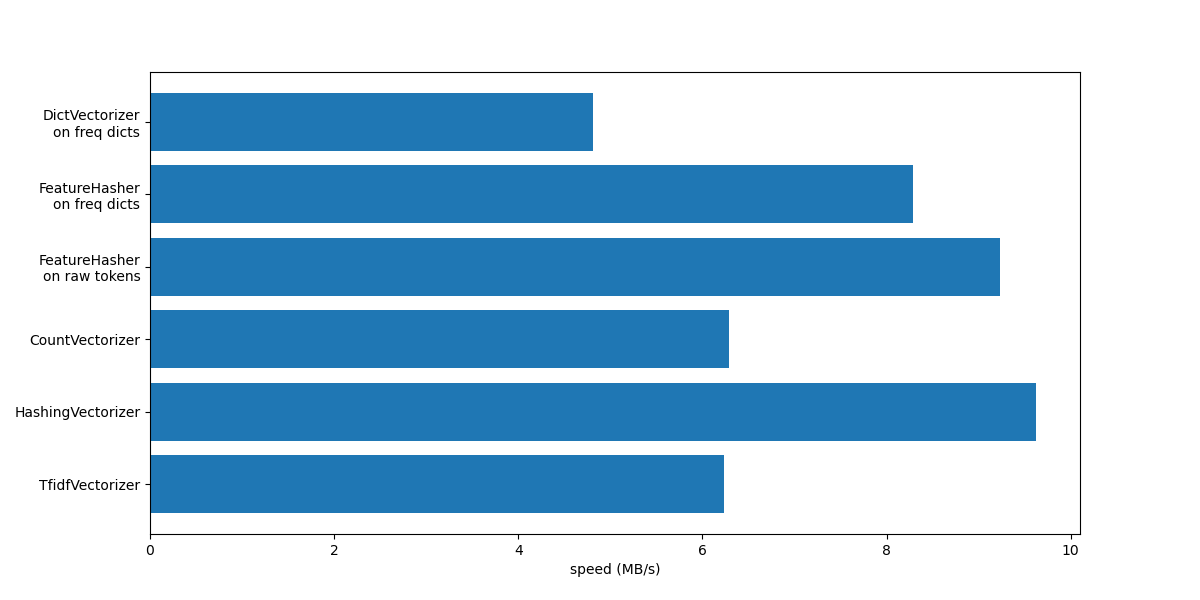 DictVectorizer
on freq dicts
FeatureHasher
on freq dicts
FeatureHasher
on raw tokens
CountVectorizer
HashingVectorizer
TfidfVectorizer
0 2 4 6 8 10
speed (MB/s)